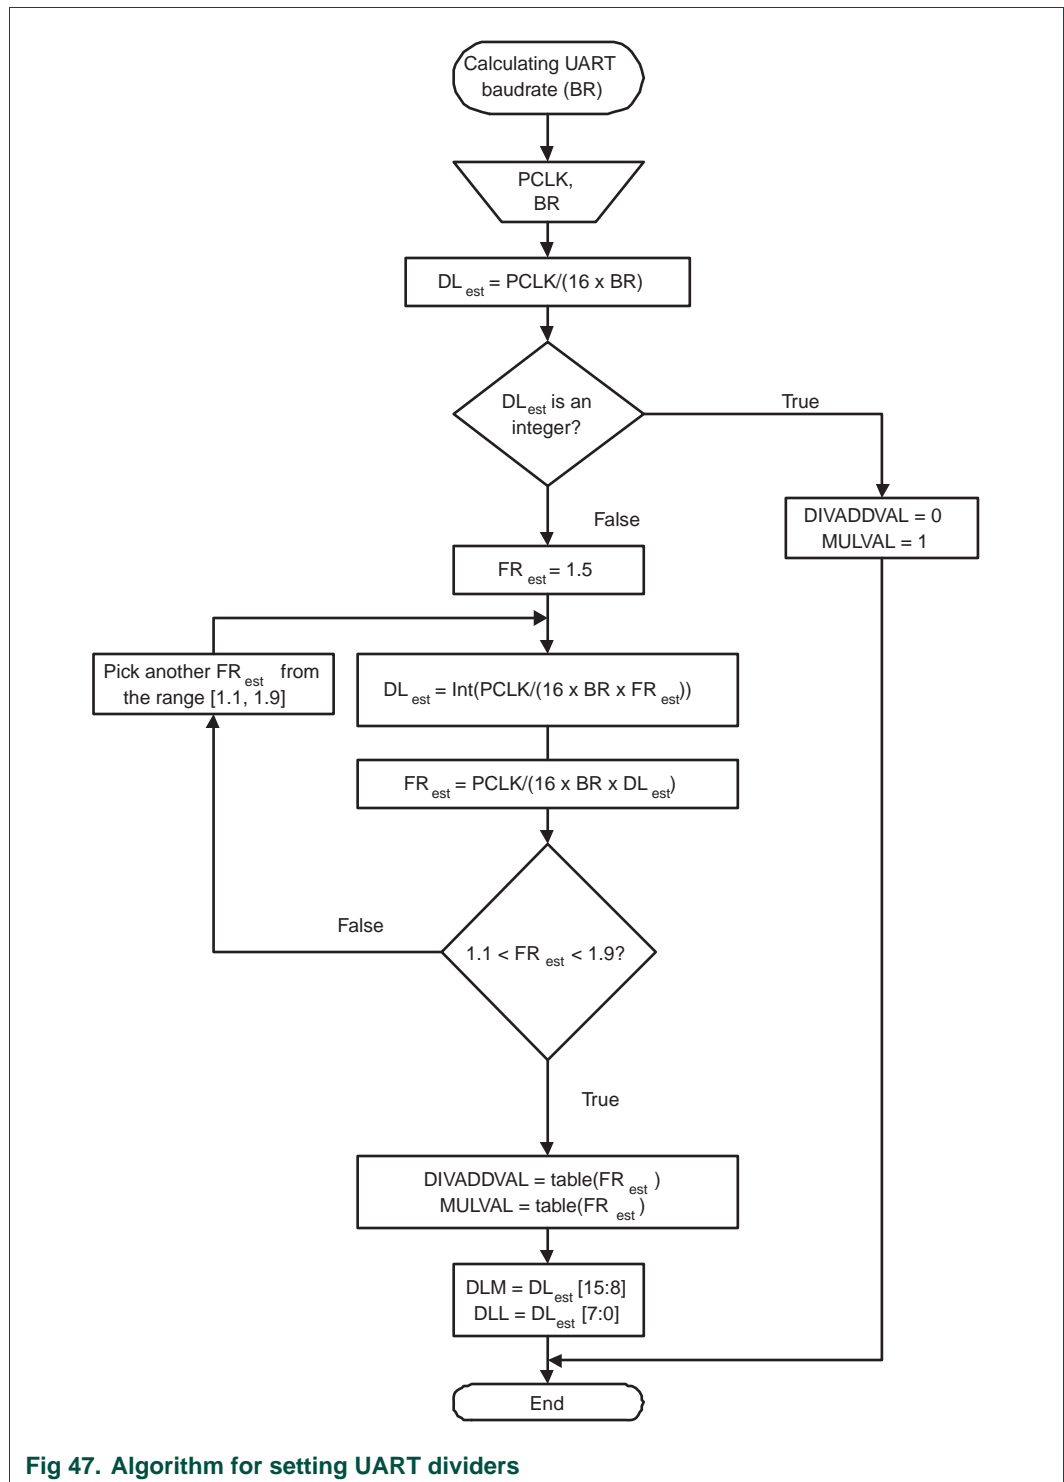 Calculating UART
baudrate (BR)
PCLK,
BR
DL est = PCLK/(16 x BR)
DL est is an
integer?
True
False
DIVADDVAL = 0
MULVAL = 1
FR est = 1.5
Pick another FR est from
the range [1.1, 1.9]
DL est = Int(PCLK/(16 x BR x FR est))
FR est = PCLK/(16 x BR x DL est)
False
1.1 < FR est < 1.9?
True
DIVADDVAL = table(FR est )
MULVAL = table(FR est )
DLM = DL est [15:8]
DLL = DL est [7:0]
End
Fig 47. Algorithm for setting UART dividers